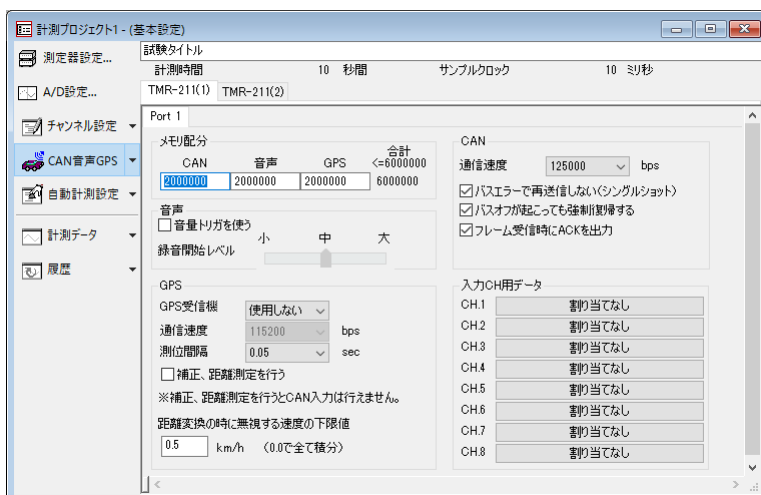 計測プロジェクト1 - (基本設定)
測定器設定...
A/D設定...
チャンネル設定
CAN音声GPS
自動計測設定
計測データ
履歴
試験タイトル
計測時間 10 秒間 サンプルクロック 10 ミリ秒
TMR-211(1) TMR-211(2)
Port 1
メモリ配分
CAN 音声 GPS 合計 <=6000000
2000000 2000000 2000000 6000000
音声
音量トリガを使う
録音開始レベル 小 中 大
GPS
GPS受信機 使用しない
通信速度 115200 bps
測位間隔 0.05 sec
補正、距離測定を行う
※補正、距離測定を行うとCAN入力は行えません。
距離変換の時に無視する速度の下限値
0.5 km/h (0.0で全て積分)
CAN
通信速度 125000 bps
バスエラーで再送信しない(シングルショット)
バスオフが起こっても強制復帰する
フレーム受信時にACKを出力
入力CH用データ
CH.1 割り当てなし
CH.2 割り当てなし
CH.3 割り当てなし
CH.4 割り当てなし
CH.5 割り当てなし
CH.6 割り当てなし
CH.7 割り当てなし
CH.8 割り当てなし